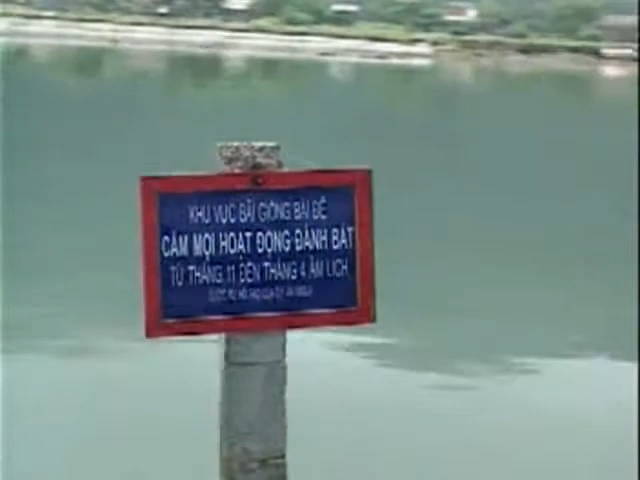 KHU VỰC BÃI GIỐNG BÃI ĐẺ
CẤM MỌI HOẠT ĐỘNG ĐÁNH BẮT
TỪ THÁNG 11 ĐẾN THÁNG 4 ÂM LỊCH